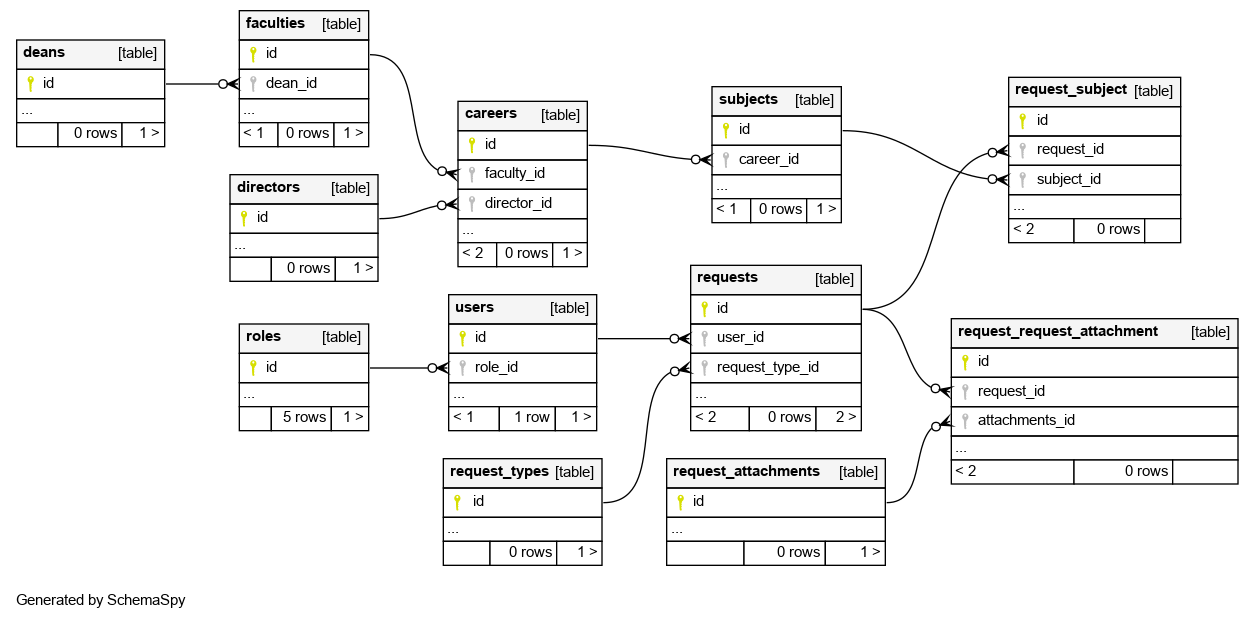 deans [table]
id
...
0 rows 1 >
faculties [table]
id
dean_id
...
< 1 0 rows 1 >
directors [table]
id
...
0 rows 1 >
roles [table]
id
...
5 rows 1 >
careers [table]
id
faculty_id
director_id
...
< 2 0 rows 1 >
users [table]
id
role_id
...
< 1 1 row 1 >
request_types [table]
id
...
0 rows 1 >
subjects [table]
id
career_id
...
< 1 0 rows 1 >
requests [table]
id
user_id
request_type_id
...
< 2 0 rows 2 >
request_attachments [table]
id
...
0 rows 1 >
request_subject [table]
id
request_id
subject_id
...
< 2 0 rows
request_request_attachment [table]
id
request_id
attachments_id
...
< 2 0 rows
Generated by SchemaSpy